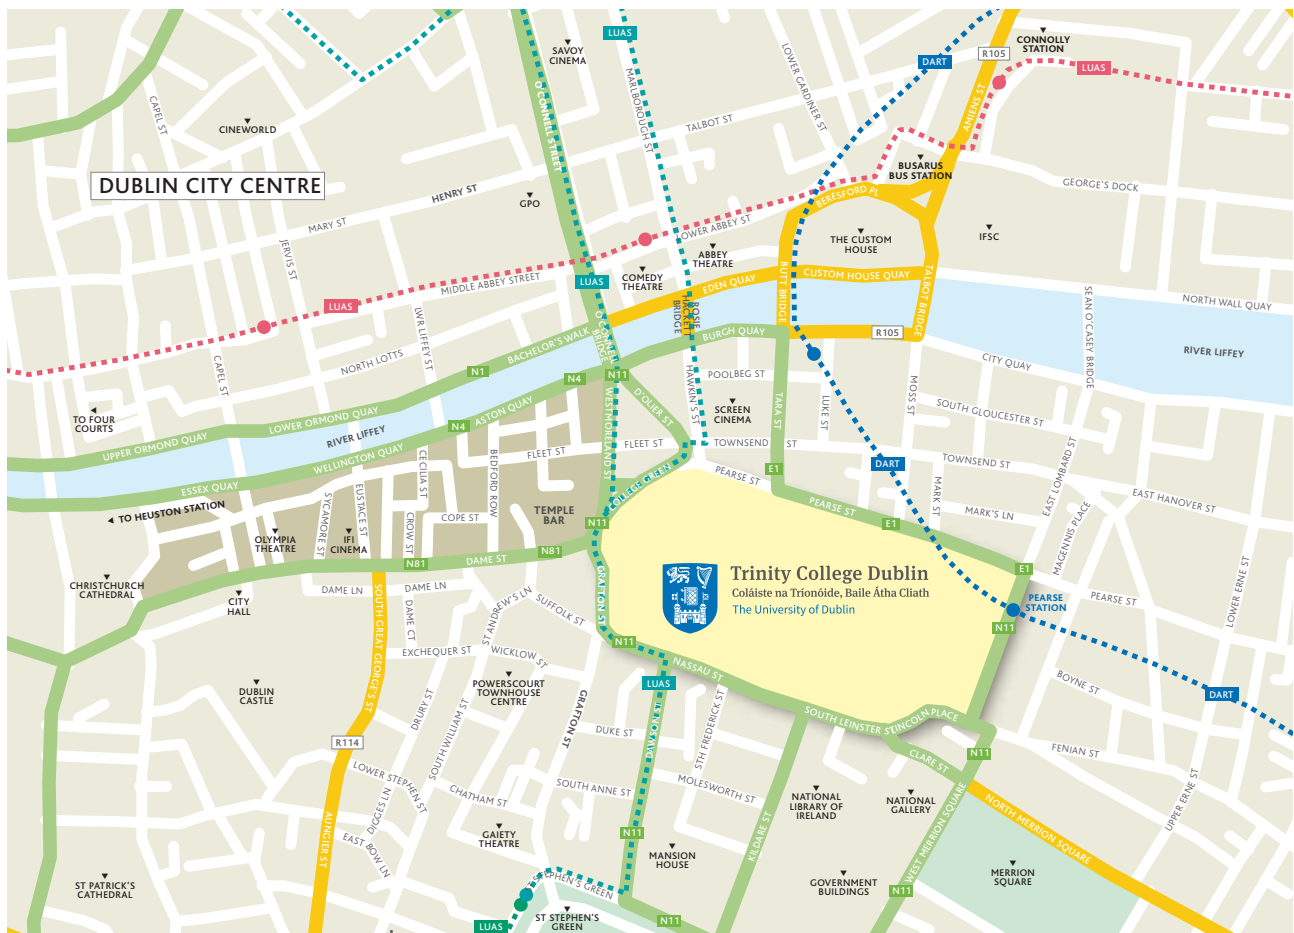 LUAS
CONNOLLY
STATION
SAVOY
CINEMA
R105
DART
LUAS
O'CONNELL STREET
MARLBOROUGH ST
LOWER GARDINER ST
CAPEL ST
CINEWORLD
TALBOT ST
AMIENS ST
BUSARUS
BUS STATION
DUBLIN CITY CENTRE
HENRY ST
GPO
BERESFORD PL
GEORGE'S DOCK
MARY ST
LOWER ABBEY ST
THE CUSTOM
HOUSE
IFSC
JERVIS ST
ABBEY
THEATRE
COMEDY
THEATRE
LUAS
MIDDLE ABBEY STREET
EDEN QUAY
BUTT BRIDGE
CUSTOM HOUSE QUAY
TALBOT BRIDGE
SEAN O'CASEY BRIDGE
NORTH WALL QUAY
LUAS
LWR LIFFEY ST
O'CONNELL
BRIDGE
ROSIE
HACKETT
BRIDGE
BURGH QUAY
R105
RIVER LIFFEY
BACHELOR'S WALK
NORTH LOTTS
CAPEL ST
N1
N4
N11
POOLBEG ST
CITY QUAY
HAWKIN'S ST
MOSS ST
TO FOUR
COURTS
LOWER ORMOND QUAY
UPPER ORMOND QUAY
RIVER LIFFEY
N4
ASTON QUAY
WESTMORELAND ST
D'OLIER ST
SCREEN
CINEMA
TARA ST
LUKE ST
SOUTH GLOUCESTER ST
FLEET ST
FLEET ST
TOWNSEND ST
TOWNSEND ST
WELLINGTON QUAY
ESSEX QUAY
CECILIA ST
BEDFORD ROW
COLLEGE GREEN
PEARSE ST
E1
DART
MARK ST
EAST LOMBARD ST
EAST HANOVER ST
TO HEUSTON STATION
SYCAMORE ST
EUSTACE ST
CROW ST
COPE ST
TEMPLE
BAR
N11
PEARSE ST
E1
MARK'S LN
MAGENNIS PLACE
OLYMPIA
THEATRE
IFI
CINEMA
N81
DAME ST
N81
E1
CHRISTCHURCH
CATHEDRAL
CITY
HALL
DAME LN
DAME LN
DAME CT
GRAFTON ST
Trinity College Dublin
Coláiste na Tríonóide, Baile Átha Cliath
The University of Dublin
PEARSE
STATION
PEARSE ST
LOWER ERNE ST
SOUTH GREAT GEORGE'S ST
ST ANDREW'S LN
SUFFOLK ST
N11
N11
EXCHEQUER ST
WICKLOW ST
NASSAU ST
LUAS
DUBLIN
CASTLE
POWERSCOURT
TOWNHOUSE
CENTRE
DRURY ST
SOUTH WILLIAM ST
GRAFTON ST
DAWSON ST
STH FREDERICK ST
SOUTH LEINSTER ST
LINCOLN PLACE
BOYNE ST
DART
DUKE ST
R114
CLARE ST
N11
FENIAN ST
LOWER STEPHEN ST
DIGGES LN
CHATHAM ST
SOUTH ANNE ST
MOLESWORTH ST
NATIONAL
LIBRARY OF
IRELAND
NATIONAL
GALLERY
NORTH MERRION SQUARE
UPPER ERNE ST
AUNGIER ST
EAST BOW LN
GAIETY
THEATRE
N11
MANSION
HOUSE
KILDARE ST
WEST MERRION SQUARE
GOVERNMENT
BUILDINGS
N11
MERRION
SQUARE
ST PATRICK'S
CATHEDRAL
ST STEPHEN'S GREEN
LUAS
ST STEPHEN'S
GREEN
N11